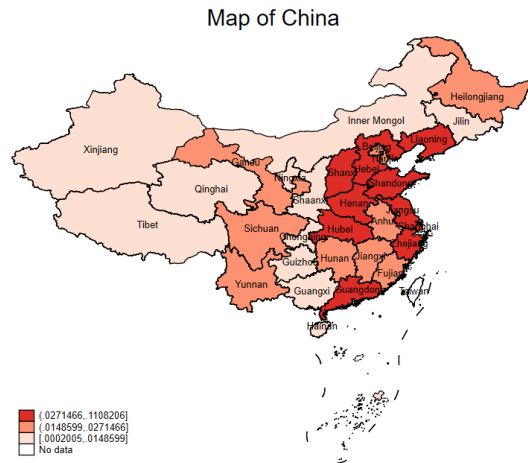 Map of China
Heilongjiang
Jilin
Inner Mongol
Liaoning
Xinjiang
Beijing
Tianjin
Gansu
Hebei
Ningxia
Shanxi
Qinghai
Shandong
Shaanxi
Henan
Jiangsu
Tibet
Anhui
Shanghai
Sichuan
Hubei
Chongqing
Zhejiang
Hunan
Jiangxi
Guizhou
Fujian
Yunnan
Guangxi
Guangdong
Taiwan
Hainan
(.0271466,.1108206]
(.0148599,.0271466]
[.0002005,.0148599]
No data